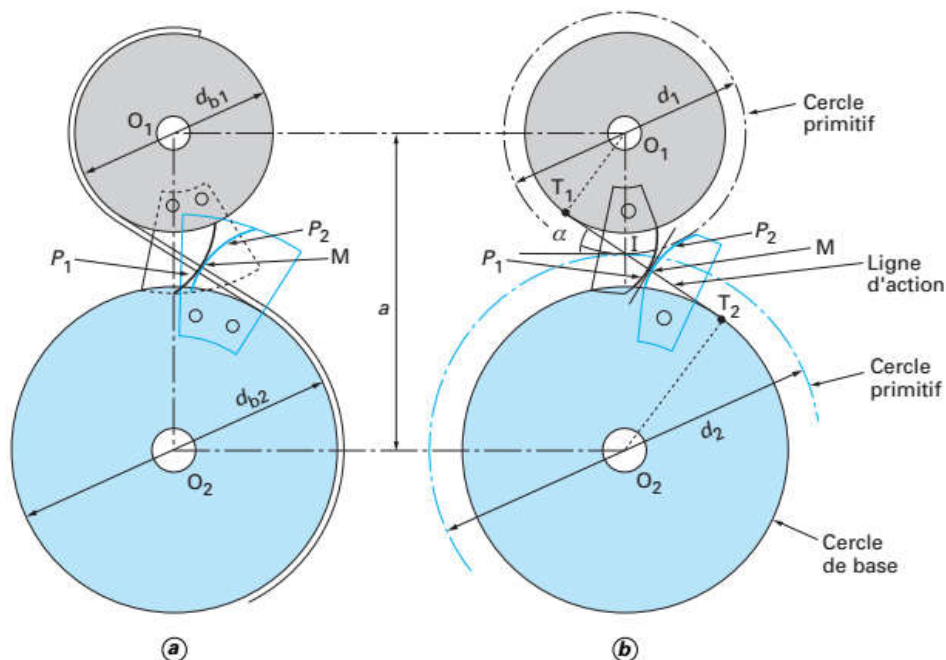 d_b1
O_1
P_2
M
P_1
a
d_b2
O_2
a
d_1
Cercle
primitif
O_1
T_1
α
I
P_2
P_1
M
Ligne
d'action
T_2
Cercle
primitif
d_2
O_2
Cercle
de base
b